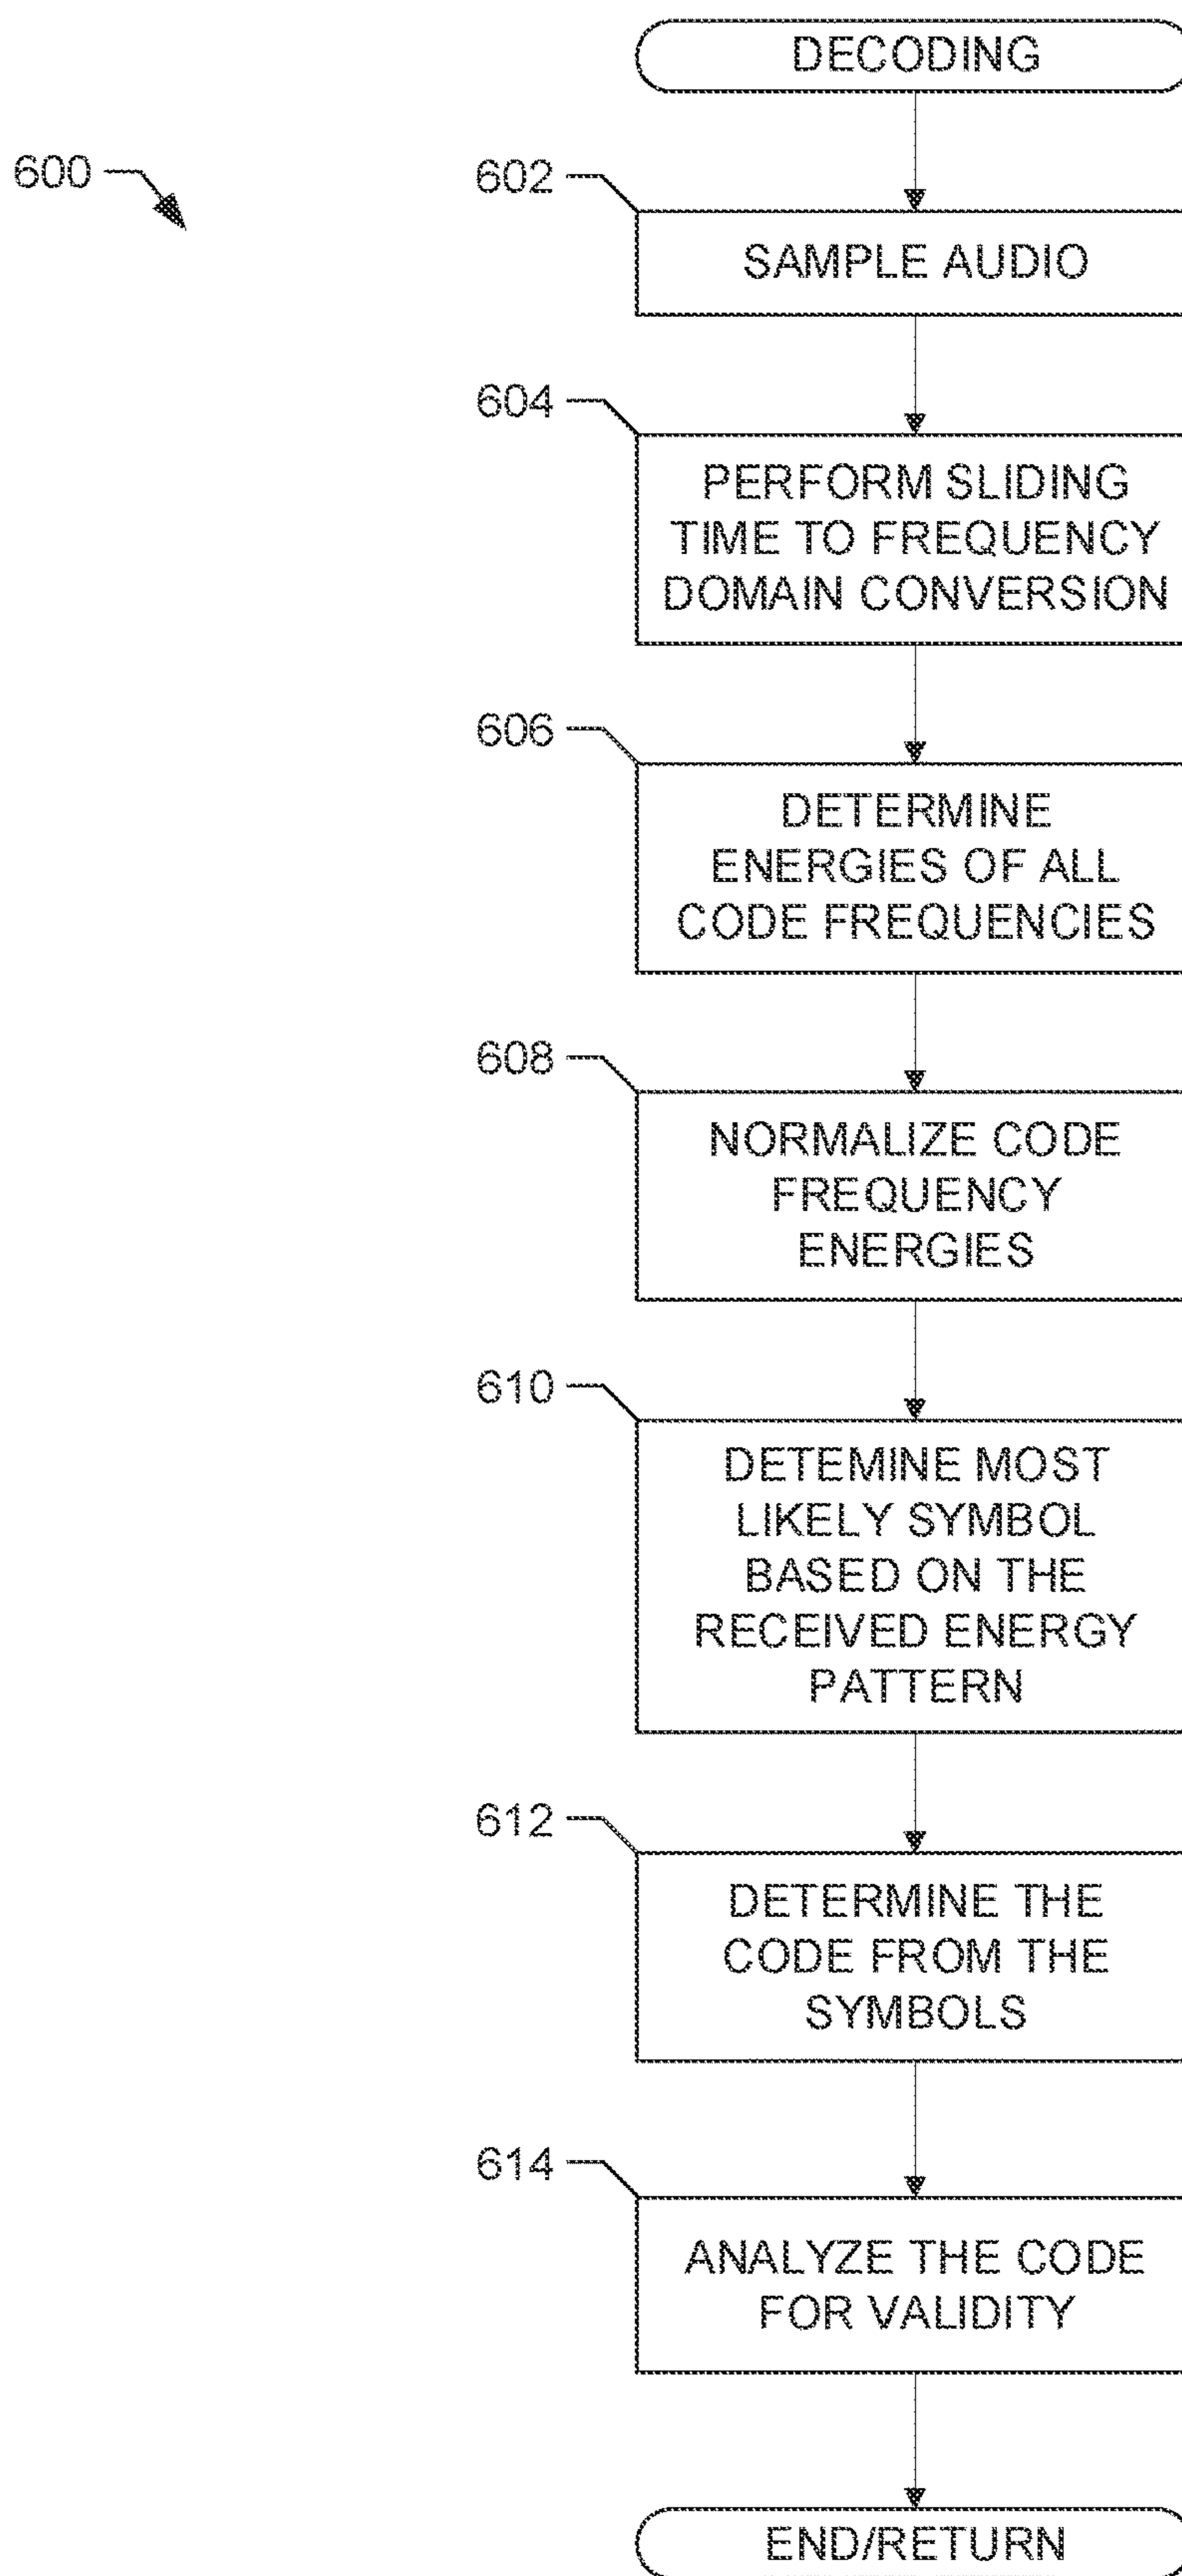 DECODING
600
602
SAMPLE AUDIO
604
PERFORM SLIDING
TIME TO FREQUENCY
DOMAIN CONVERSION
606
DETERMINE
ENERGIES OF ALL
CODE FREQUENCIES
608
NORMALIZE CODE
FREQUENCY
ENERGIES
610
DETEMINE MOST
LIKELY SYMBOL
BASED ON THE
RECEIVED ENERGY
PATTERN
612
DETERMINE THE
CODE FROM THE
SYMBOLS
614
ANALYZE THE CODE
FOR VALIDITY
END/RETURN